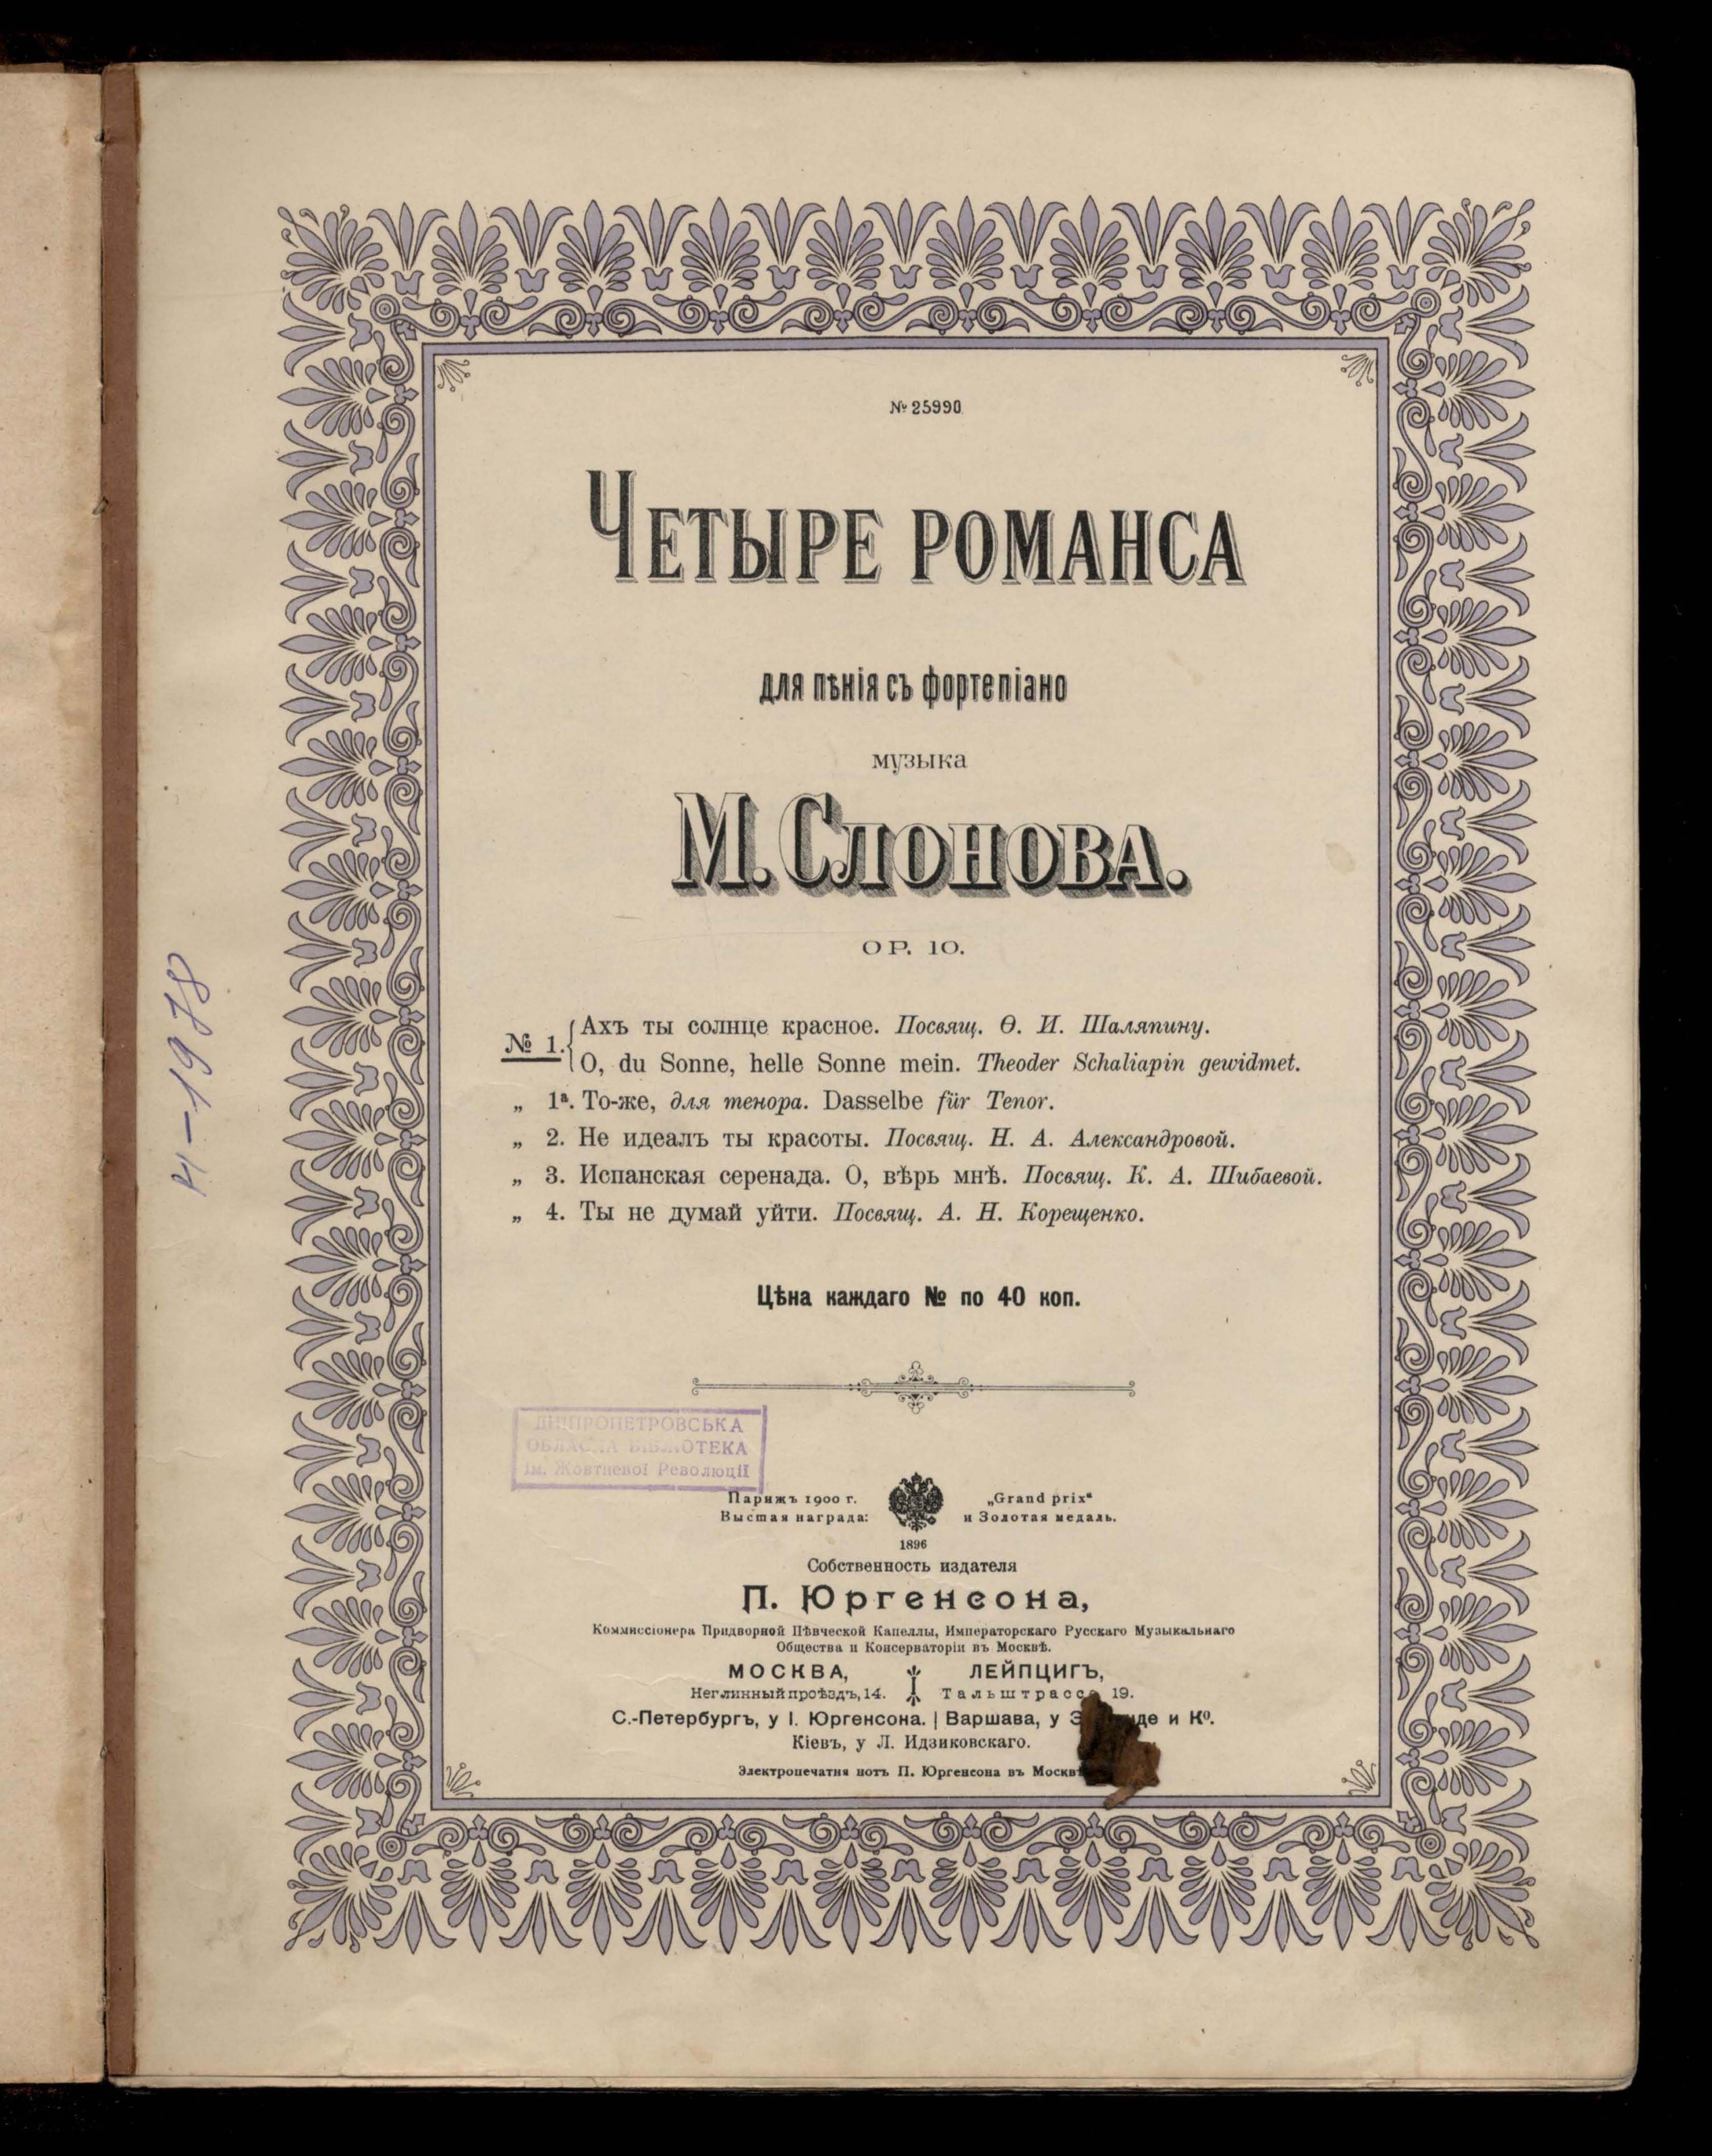 № 25990
ЧЕТЫРЕ РОМАНСА
для пѣнія съ фортепіано
музыка
М. СЛОНОВА.
OP. 10.
№ 1. Ахъ ты солнце красное. Посвящ. Ѳ. И. Шаляпину.
O, du Sonne, helle Sonne mein. Theoder Schaliapin gewidmet.
„ 1ª. То-же, для тенора. Dasselbe für Tenor.
„ 2. Не идеалъ ты красоты. Посвящ. Н. А. Александровой.
„ 3. Испанская серенада. О, вѣрь мнѣ. Посвящ. К. А. Шибаевой.
„ 4. Ты не думай уйти. Посвящ. А. Н. Корещенко.
Цѣна каждаго № по 40 коп.
ДНІПРОПЕТРОВСЬКА
ОБЛАСНА БІБЛІОТЕКА
ім. Жовтневої Революції
Парижъ 1900 г. „Grand prix“
Высшая награда: и Золотая медаль.
1896
Собственность издателя
П. Юргенсона,
Коммиссіонера Придворной Пѣвческой Капеллы, Императорскаго Русскаго Музыкальнаго
Общества и Консерваторіи въ Москвѣ.
МОСКВА, ЛЕЙПЦИГЪ,
Неглинный проѣздъ, 14. Тальштрассе 19.
С.-Петербургъ, у І. Юргенсона. | Варшава, у и Кº.
Кіевъ, у Л. Идзиковскаго.
Электропечатня нотъ П. Юргенсона въ Москвѣ
И-1978